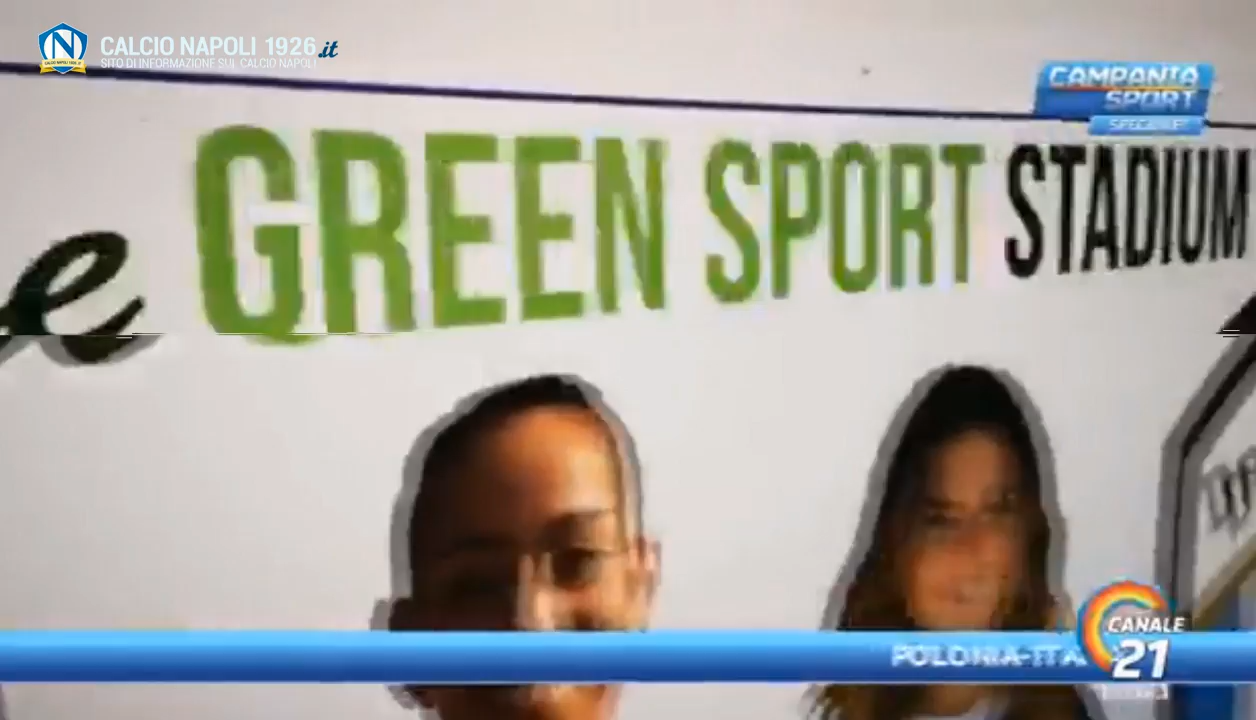 CALCIO NAPOLI 1926.it
SITO DI INFORMAZIONE SUL CALCIO NAPOLI
CAMPANIA
SPORT
SPECIALE
e GREEN SPORT STADIUM
CANALE
21
POLONIA-ITA